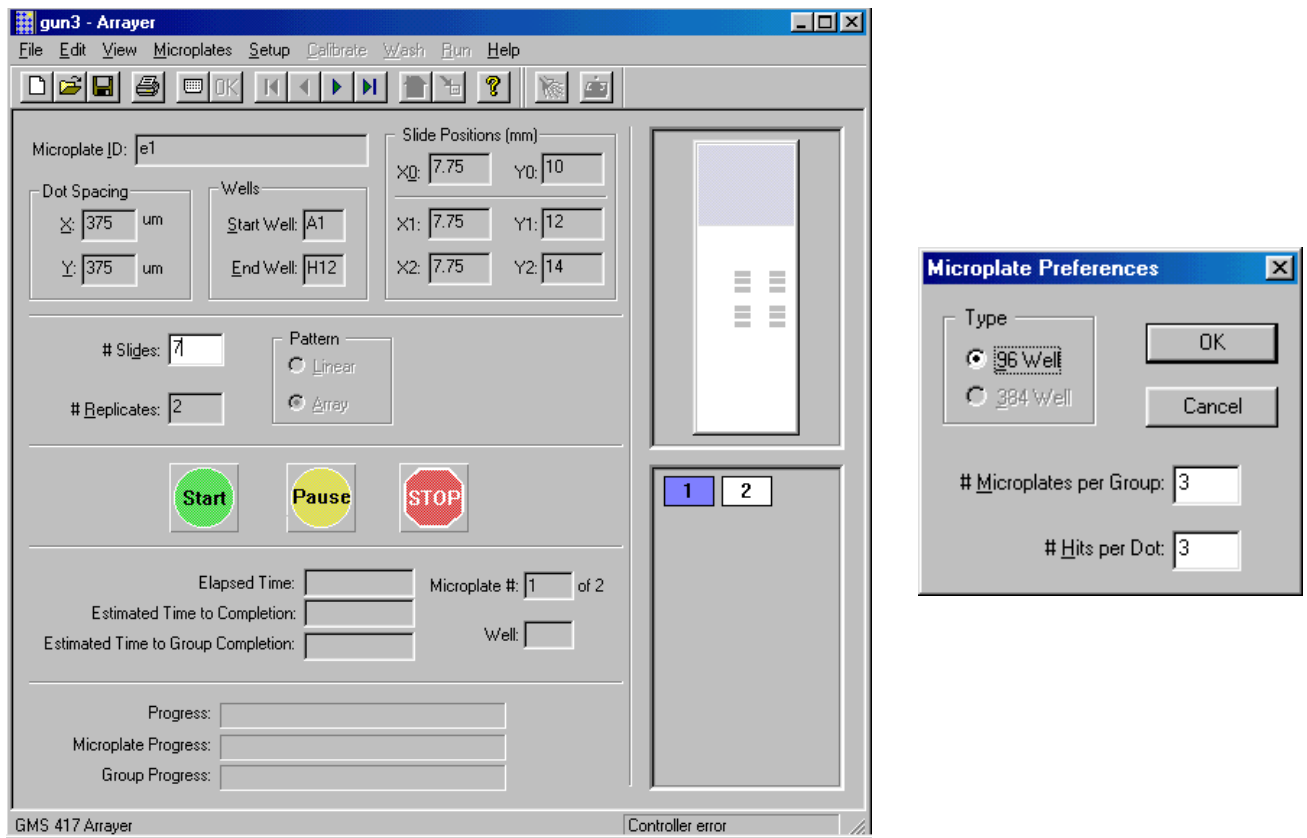 gun3 - Arrayer
File Edit View Microplates Setup Calibrate Wash Run Help
OK ?
Microplate ID: e1
Dot Spacing
X: 375 um
Y: 375 um
Wells
Start Well: A1
End Well: H12
Slide Positions (mm)
X0: 7.75 Y0: 10
X1: 7.75 Y1: 12
X2: 7.75 Y2: 14
# Slides: 7
# Replicates: 2
Pattern
Linear
Array
Start Pause STOP
1 2
Elapsed Time:
Estimated Time to Completion:
Estimated Time to Group Completion:
Microplate #: 1 of 2
Well:
Progress:
Microplate Progress:
Group Progress:
GMS 417 Arrayer Controller error
Microplate Preferences
Type
96 Well
384 Well
OK
Cancel
# Microplates per Group: 3
# Hits per Dot: 3